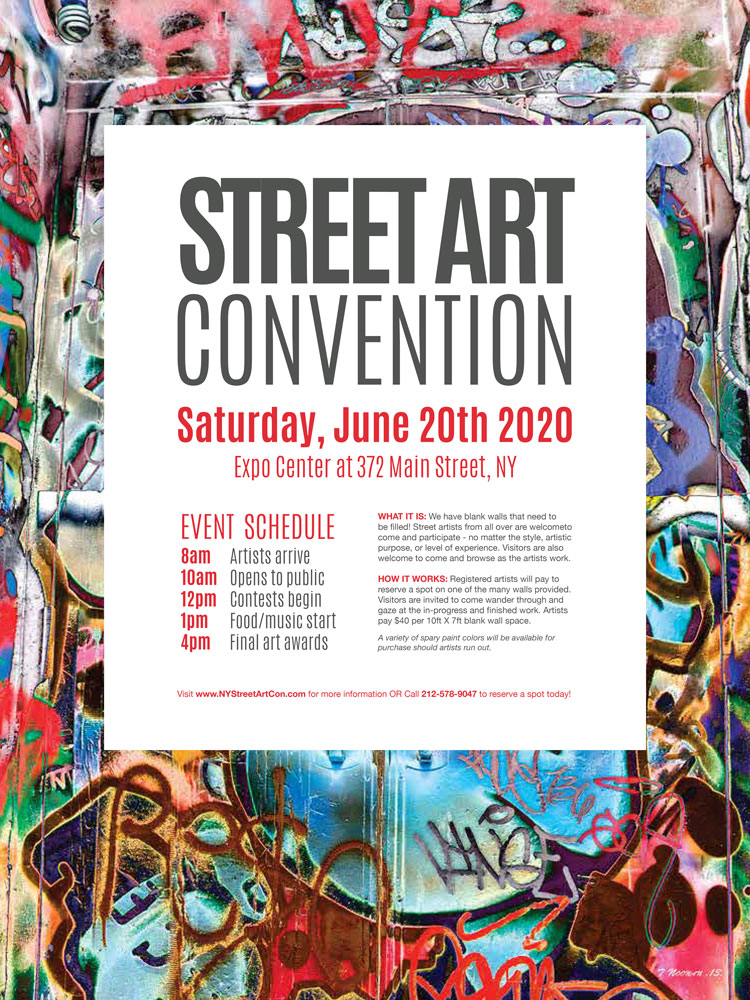 STREET ART
CONVENTION
Saturday, June 20th 2020
Expo Center at 372 Main Street, NY
EVENT SCHEDULE
8am Artists arrive
10am Opens to public
12pm Contests begin
1pm Food/music start
4pm Final art awards
WHAT IT IS: We have blank walls that need to
be filled! Street artists from all over are welcometo
come and participate - no matter the style, artistic
purpose, or level of experience. Visitors are also
welcome to come and browse as the artists work.
HOW IT WORKS: Registered artists will pay to
reserve a spot on one of the many walls provided.
Visitors are invited to come wander through and
gaze at the in-progress and finished work. Artists
pay $40 per 10ft X 7ft blank wall space.
A variety of spary paint colors will be available for
purchase should artists run out.
Visit www.NYStreetArtCon.com for more information OR Call 212-578-9047 to reserve a spot today!
T Noonan .15.